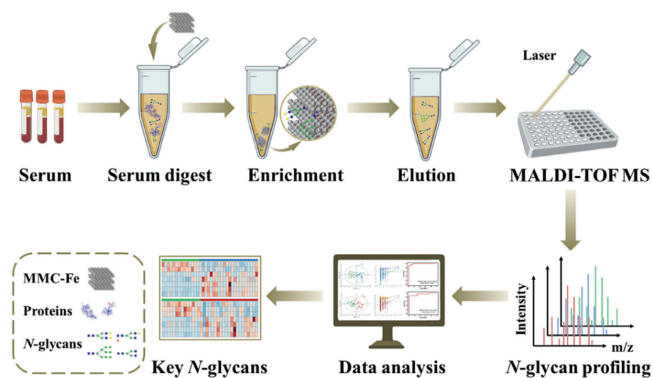 Laser
Serum
Serum digest
Enrichment
Elution
MALDI-TOF MS
MMC-Fe
Proteins
N-glycans
Key N-glycans
Data analysis
Intensity
m/z
N-glycan profiling